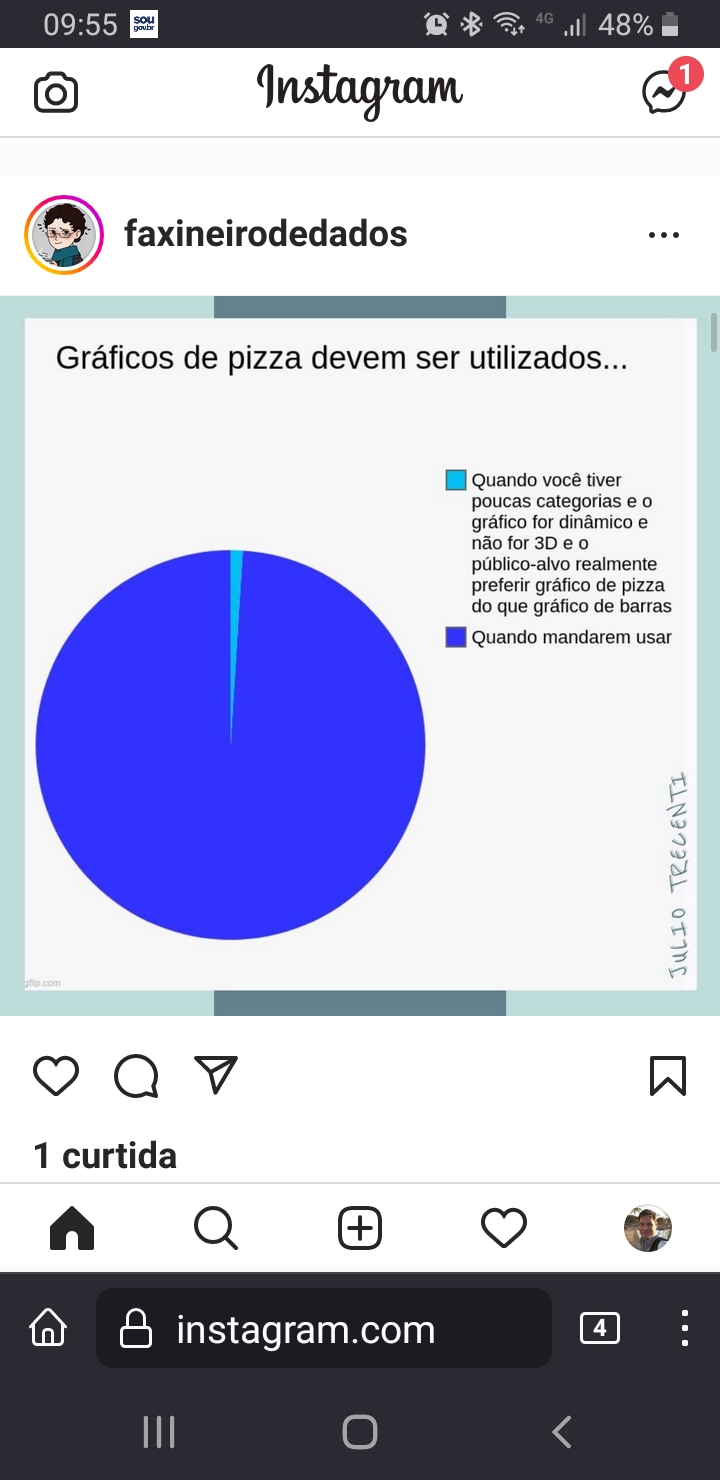 09:55 sou gov.br 4G 48%
Instagram 1
faxineirodedados
Gráficos de pizza devem ser utilizados...
Quando você tiver
poucas categorias e o
gráfico for dinâmico e
não for 3D e o
público-alvo realmente
preferir gráfico de pizza
do que gráfico de barras
Quando mandarem usar
JULIO TRECENTI
gflip.com
1 curtida
instagram.com 4